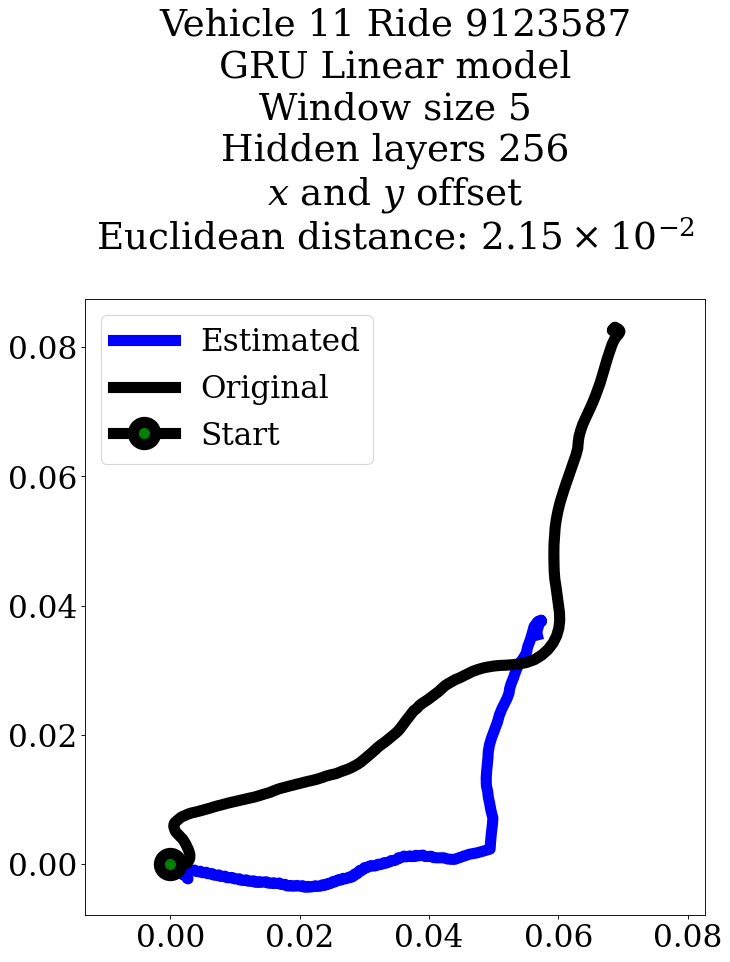 Vehicle 11 Ride 9123587
GRU Linear model
Window size 5
Hidden layers 256
x and y offset
Euclidean distance: 2.15 × 10⁻²
Estimated
Original
Start
0.08
0.06
0.04
0.02
0.00
0.00 0.02 0.04 0.06 0.08